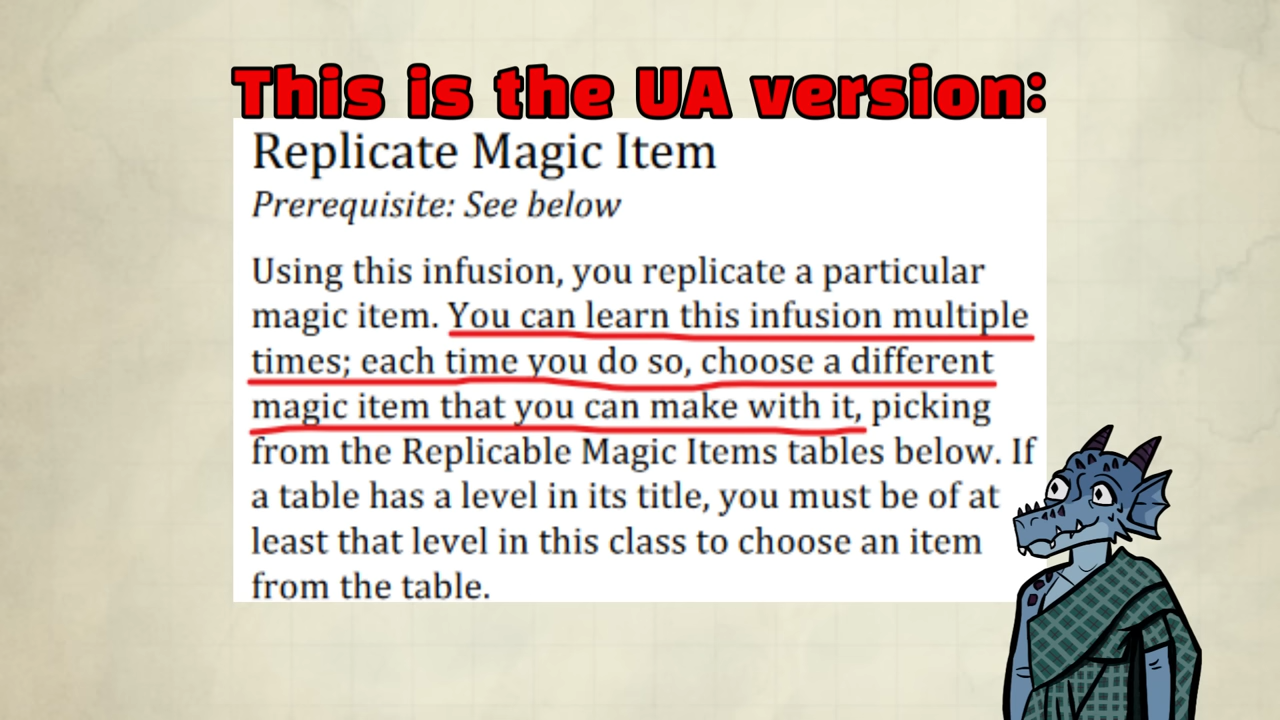 This is the UA version:
Replicate Magic Item
Prerequisite: See below
Using this infusion, you replicate a particular
magic item. You can learn this infusion multiple
times; each time you do so, choose a different
magic item that you can make with it, picking
from the Replicable Magic Items tables below. If
a table has a level in its title, you must be of at
least that level in this class to choose an item
from the table.